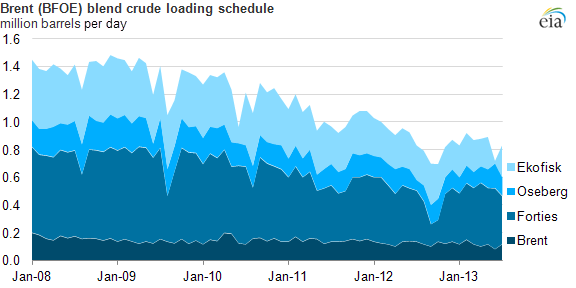 Brent (BFOE) blend crude loading schedule
million barrels per day
eia
1.6
1.4
1.2
1.0
0.8
0.6
0.4
0.2
0.0
Ekofisk
Oseberg
Forties
Brent
Jan-08 Jan-09 Jan-10 Jan-11 Jan-12 Jan-13